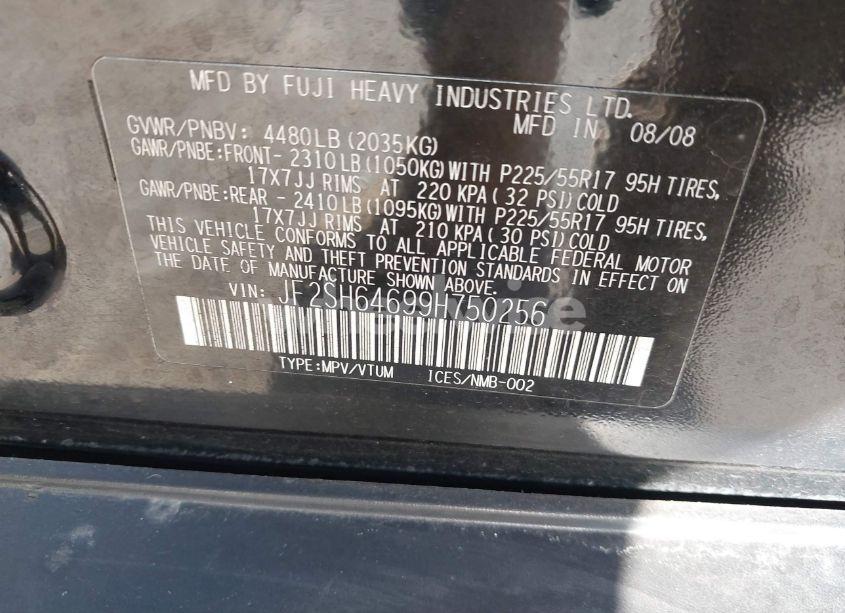 MFD BY FUJI HEAVY INDUSTRIES LTD.
MFD IN 08/08
GVWR/PNBV: 4480LB(2035KG)
GAWR/PNBE:FRONT- 2310LB(1050KG)WITH P225/55R17 95H TIRES,
17X7JJ RIMS AT 220 KPA( 32 PSI)COLD
GAWR/PNBE:REAR - 2410LB(1095KG)WITH P225/55R17 95H TIRES,
17X7JJ RIMS AT 210 KPA( 30 PSI)COLD
THIS VEHICLE CONFORMS TO ALL APPLICABLE FEDERAL MOTOR
VEHICLE SAFETY AND THEFT PREVENTION STANDARDS IN EFFECT ON
THE DATE OF MANUFACTURE SHOWN ABOVE.
VIN: JF2SH64699H750256
TYPE:MPV/VTUM ICES/NMB-002